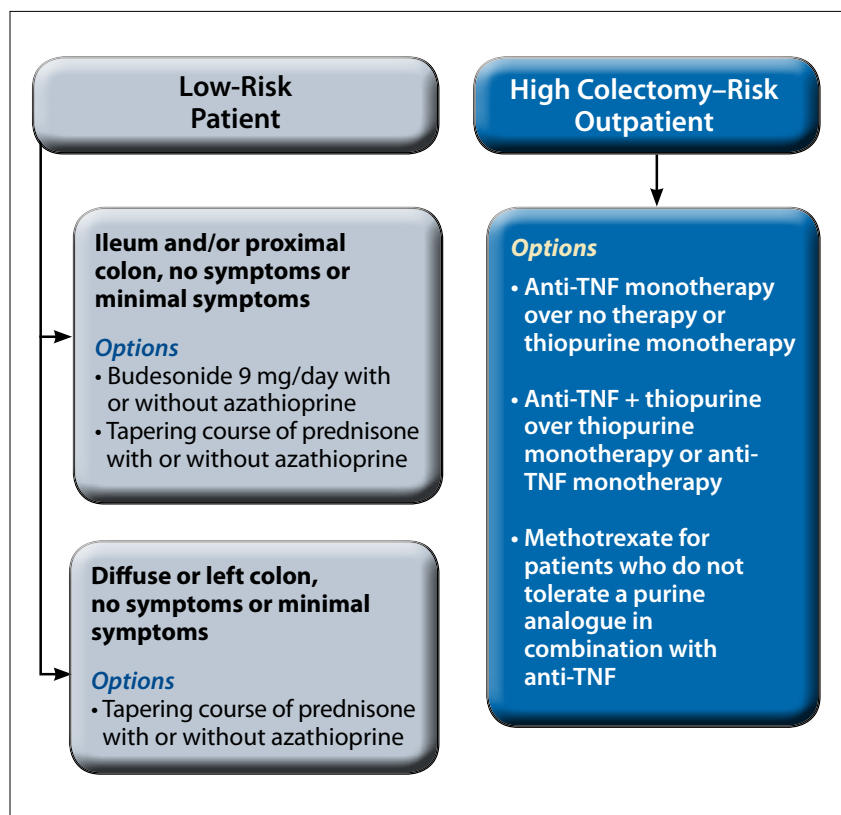 Low-Risk
Patient
Ileum and/or proximal
colon, no symptoms or
minimal symptoms
Options
• Budesonide 9 mg/day with
or without azathioprine
• Tapering course of prednisone
with or without azathioprine
Diffuse or left colon,
no symptoms or minimal
symptoms
Options
• Tapering course of prednisone
with or without azathioprine
High Colectomy–Risk
Outpatient
Options
• Anti-TNF monotherapy
over no therapy or
thiopurine monotherapy
• Anti-TNF + thiopurine
over thiopurine
monotherapy or anti-
TNF monotherapy
• Methotrexate for
patients who do not
tolerate a purine
analogue in
combination with
anti-TNF